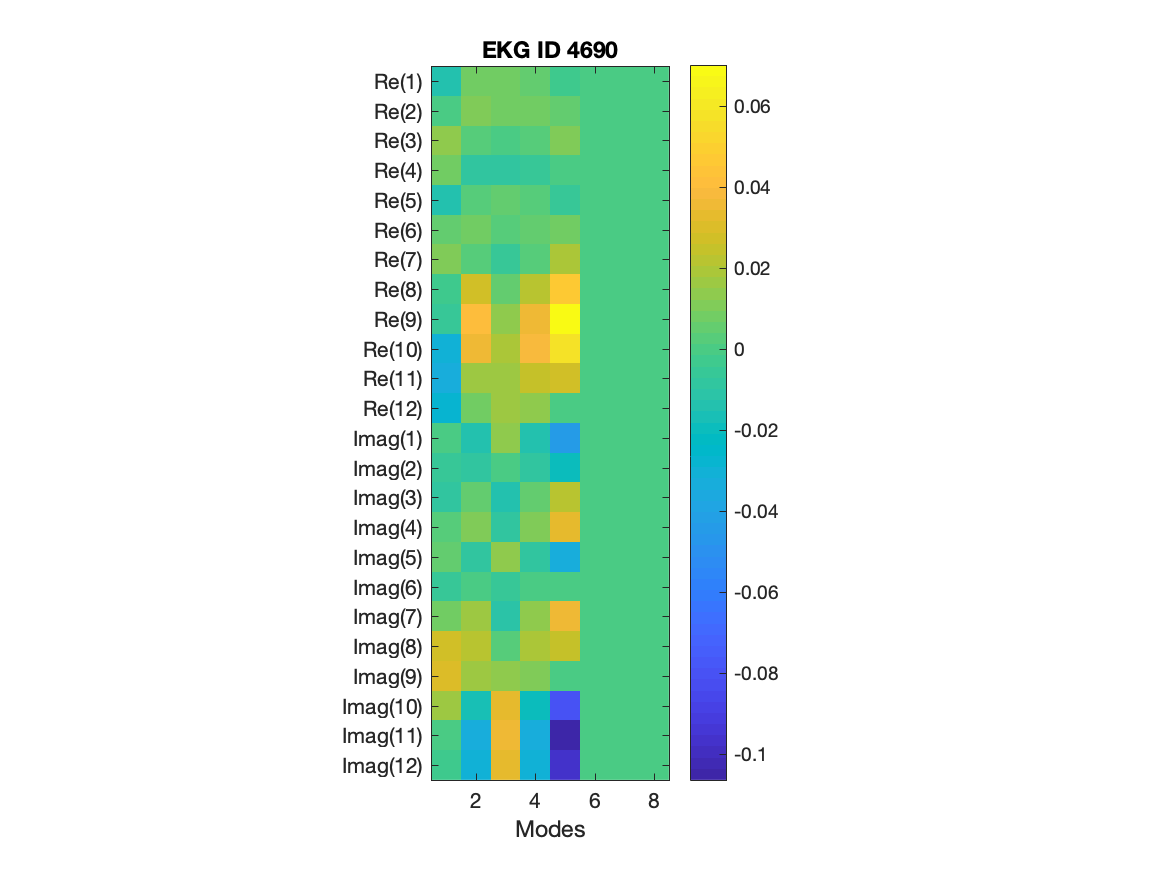 EKG ID 4690
Re(1)
Re(2)
Re(3)
Re(4)
Re(5)
Re(6)
Re(7)
Re(8)
Re(9)
Re(10)
Re(11)
Re(12)
Imag(1)
Imag(2)
Imag(3)
Imag(4)
Imag(5)
Imag(6)
Imag(7)
Imag(8)
Imag(9)
Imag(10)
Imag(11)
Imag(12)
2 4 6 8
Modes
0.06
0.04
0.02
0
-0.02
-0.04
-0.06
-0.08
-0.1